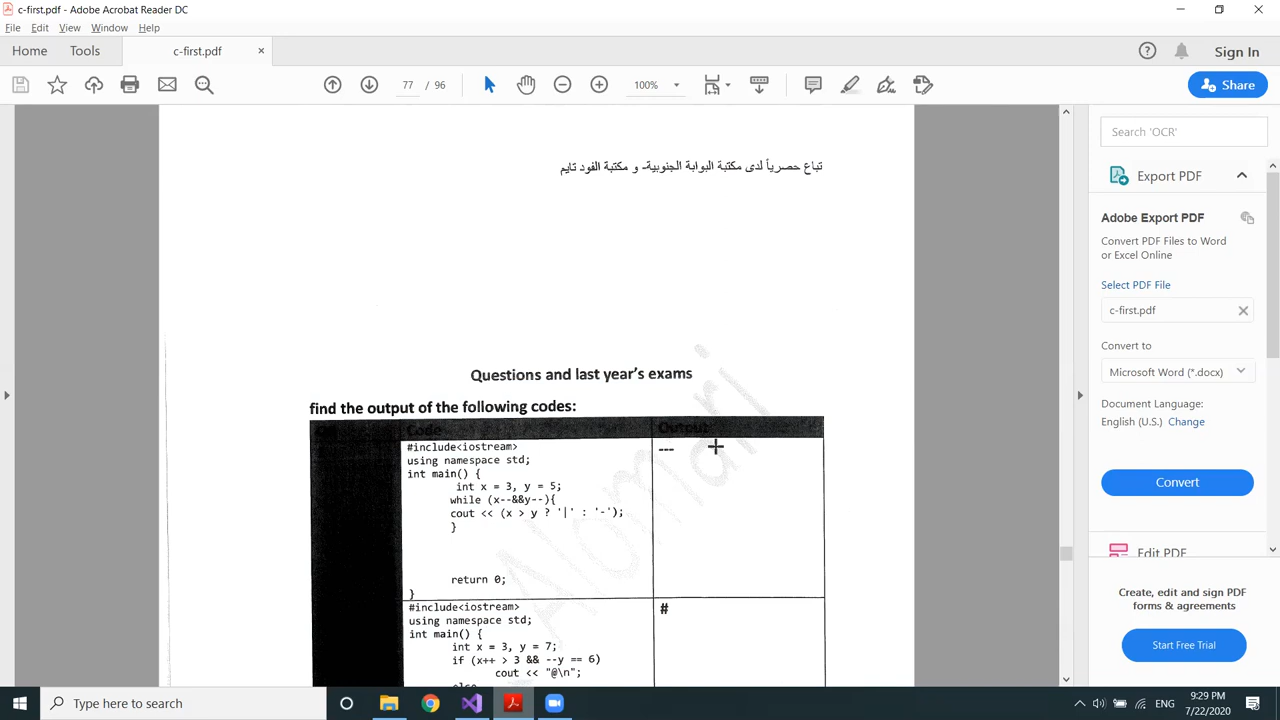 c-first.pdf - Adobe Acrobat Reader DC
File Edit View Window Help
Home Tools c-first.pdf × Sign In
77 / 96 100% Share
تباع حصرياً لدى مكتبة البوابة الجنوبية- و مكتبة الفود تايم
Questions and last year's exams
find the output of the following codes:
Code Output
#include<iostream>
using namespace std;
int main() {
int x = 3, y = 5;
while (x--&&y--){
cout << (x > y ? '|' : '-');
}
return 0;
}
---
#include<iostream>
using namespace std;
int main() {
int x = 3, y = 7;
if (x++ > 3 && --y == 6)
cout << "@\n";
else
#
Alomari
Search 'OCR'
Export PDF
Adobe Export PDF
Convert PDF Files to Word
or Excel Online
Select PDF File
c-first.pdf
Convert to
Microsoft Word (*.docx)
Document Language:
English (U.S.) Change
Convert
Edit PDF
Create, edit and sign PDF
forms & agreements
Start Free Trial
Type here to search
ENG
9:29 PM
7/22/2020